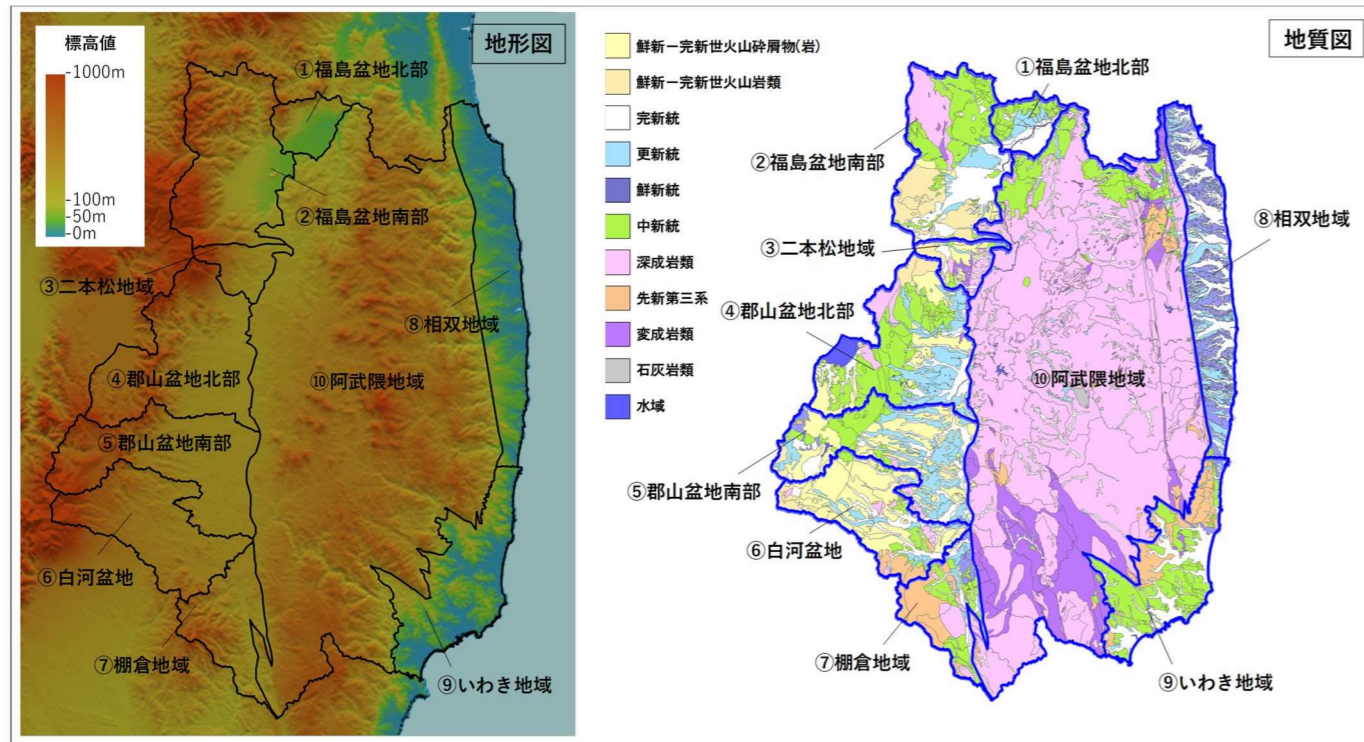 地形図
標高値
-1000m
-100m
-50m
-0m
①福島盆地北部
②福島盆地南部
③二本松地域
⑧相双地域
④郡山盆地北部
⑩阿武隈地域
⑤郡山盆地南部
⑥白河盆地
⑦棚倉地域
⑨いわき地域
地質図
鮮新ー完新世火山砕屑物(岩)
鮮新ー完新世火山岩類
完新統
更新統
鮮新統
中新統
深成岩類
先新第三系
変成岩類
石灰岩類
水域
①福島盆地北部
②福島盆地南部
⑧相双地域
③二本松地域
④郡山盆地北部
⑩阿武隈地域
⑤郡山盆地南部
⑥白河盆地
⑦棚倉地域
⑨いわき地域